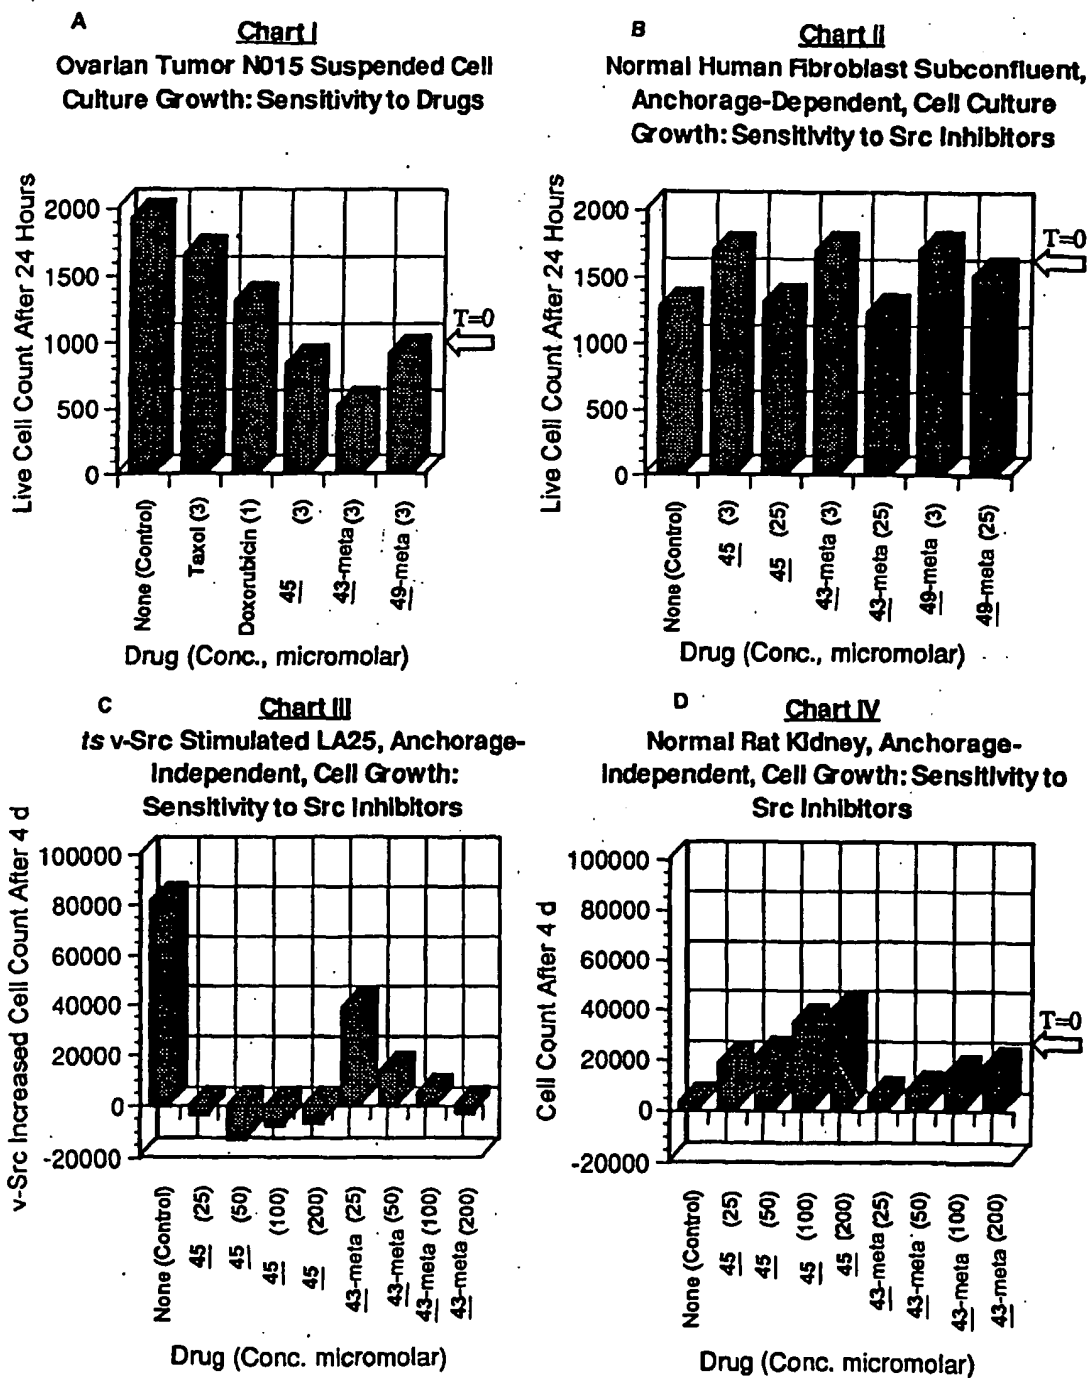 A
Chart I
Ovarian Tumor N015 Suspended Cell
Culture Growth: Sensitivity to Drugs
Live Cell Count After 24 Hours
2000
1500
1000
500
0
T=0
None (Control)
Taxol (3)
Doxorubicin (1)
45 (3)
43-meta (3)
49-meta (3)
Drug (Conc., micromolar)
B
Chart II
Normal Human Fibroblast Subconfluent,
Anchorage-Dependent, Cell Culture
Growth: Sensitivity to Src Inhibitors
Live Cell Count After 24 Hours
2000
1500
1000
500
0
T=0
None (Control)
45 (3)
45 (25)
43-meta (3)
43-meta (25)
49-meta (3)
49-meta (25)
Drug (Conc., micromolar)
C
Chart III
ts v-Src Stimulated LA25, Anchorage-
Independent, Cell Growth:
Sensitivity to Src Inhibitors
v-Src Increased Cell Count After 4 d
100000
80000
60000
40000
20000
0
-20000
None (Control)
45 (25)
45 (50)
45 (100)
45 (200)
43-meta (25)
43-meta (50)
43-meta (100)
43-meta (200)
Drug (Conc. micromolar)
D
Chart IV
Normal Rat Kidney, Anchorage-
Independent, Cell Growth: Sensitivity to
Src Inhibitors
Cell Count After 4 d
100000
80000
60000
40000
20000
0
-20000
T=0
None (Control)
45 (25)
45 (50)
45 (100)
45 (200)
43-meta (25)
43-meta (50)
43-meta (100)
43-meta (200)
Drug (Conc. micromolar)